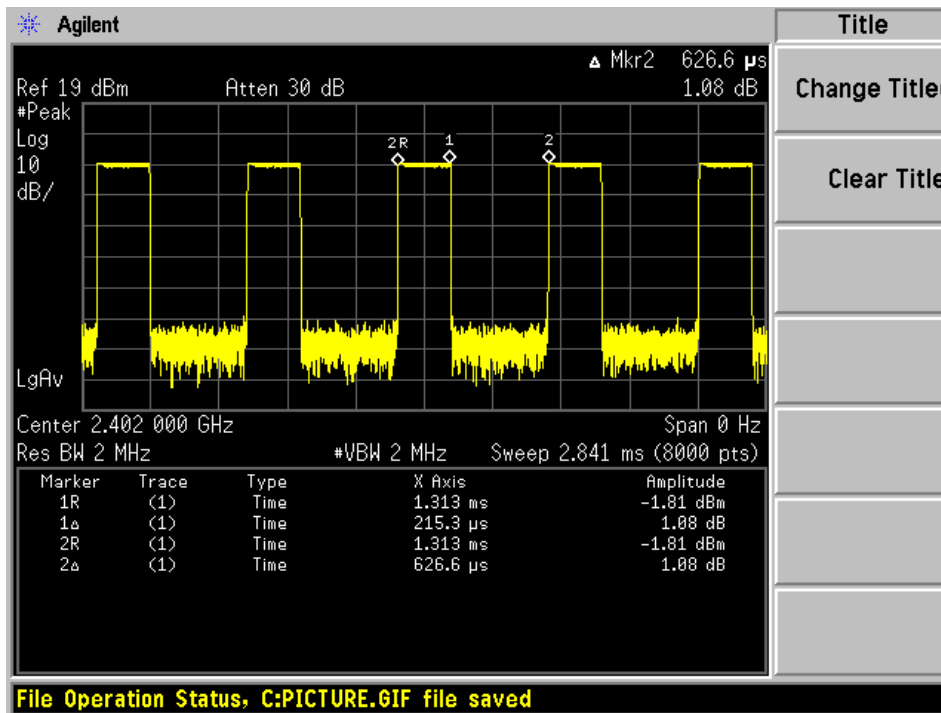 Agilent
Title
Δ Mkr2 626.6 µs
Ref 19 dBm Atten 30 dB 1.08 dB
Change Title
Clear Title
#Peak
Log
10
dB/
2R 1 2
LgAv
Center 2.402 000 GHz Span 0 Hz
Res BW 2 MHz #VBW 2 MHz Sweep 2.841 ms (8000 pts)
Marker Trace Type X Axis Amplitude
1R (1) Time 1.313 ms -1.81 dBm
1Δ (1) Time 215.3 µs 1.08 dB
2R (1) Time 1.313 ms -1.81 dBm
2Δ (1) Time 626.6 µs 1.08 dB
File Operation Status, C:PICTURE.GIF file saved